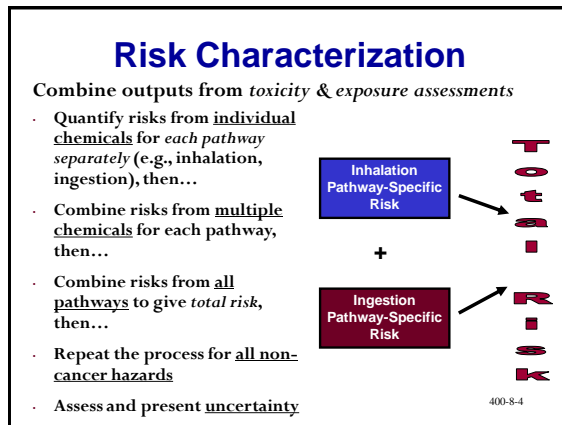 Risk Characterization
Combine outputs from toxicity & exposure assessments
· Quantify risks from individual
chemicals for each pathway
separately (e.g., inhalation,
ingestion), then…
· Combine risks from multiple
chemicals for each pathway,
then…
· Combine risks from all
pathways to give total risk,
then…
· Repeat the process for all non-
cancer hazards
· Assess and present uncertainty
Inhalation
Pathway-Specific
Risk
+
Ingestion
Pathway-Specific
Risk
Total Risk
400-8-4